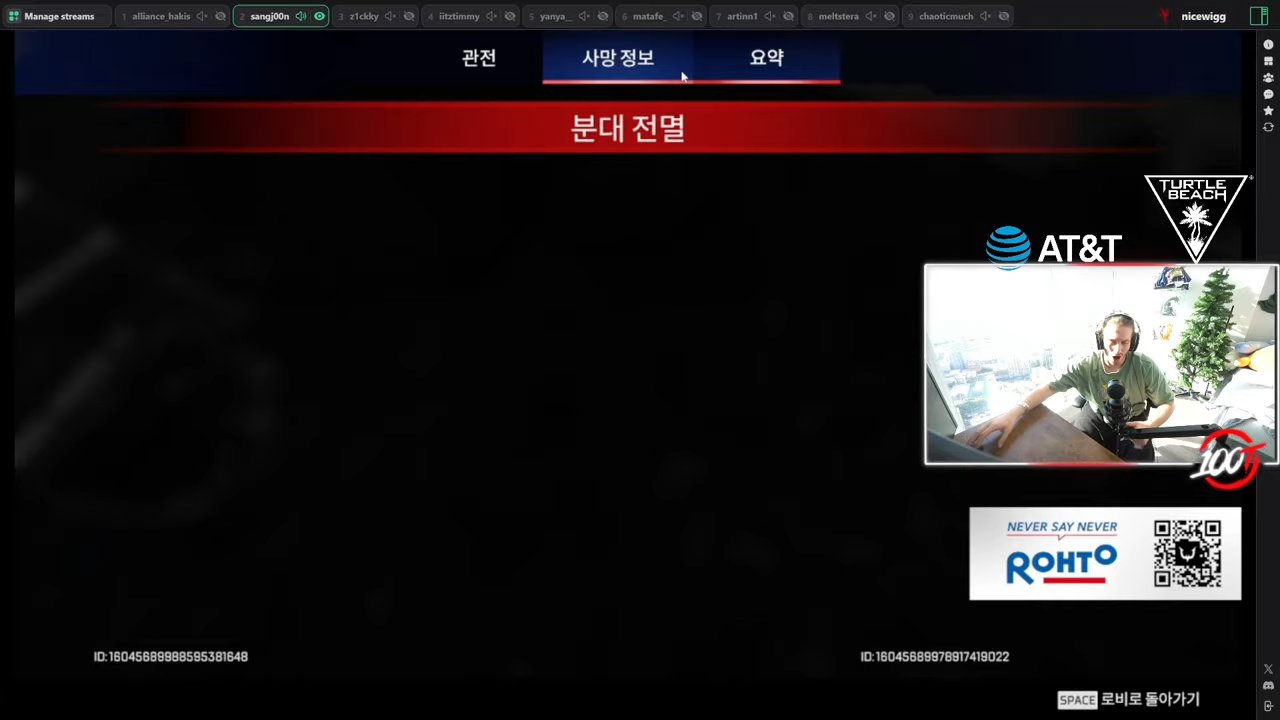 Manage streams
1 alliance_hakis
2 sangj00n
3 z1ckky
4 iitztimmy
5 yanya_
6 matafe_
7 artinn1
8 meltstera
9 chaoticmuch
nicewigg
관전
사망 정보
요약
분대 전멸
TURTLE
BEACH
AT&T
100T
NEVER SAY NEVER
ROHTO
ID:16045689988595381648
ID:16045689978917419022
SPACE 로비로 돌아가기